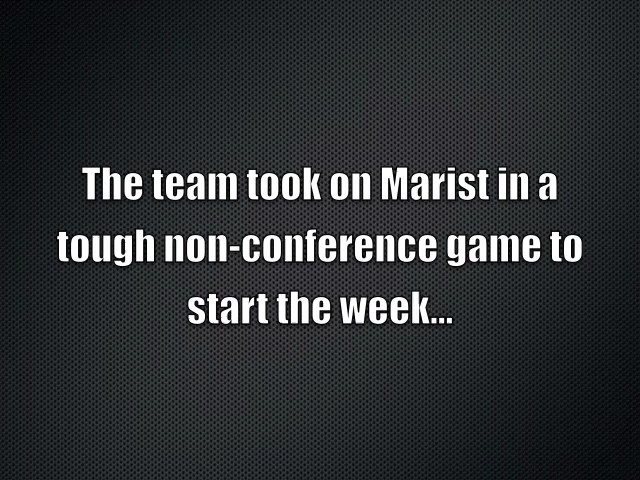 The team took on Marist in a
tough non-conference game to
start the week...